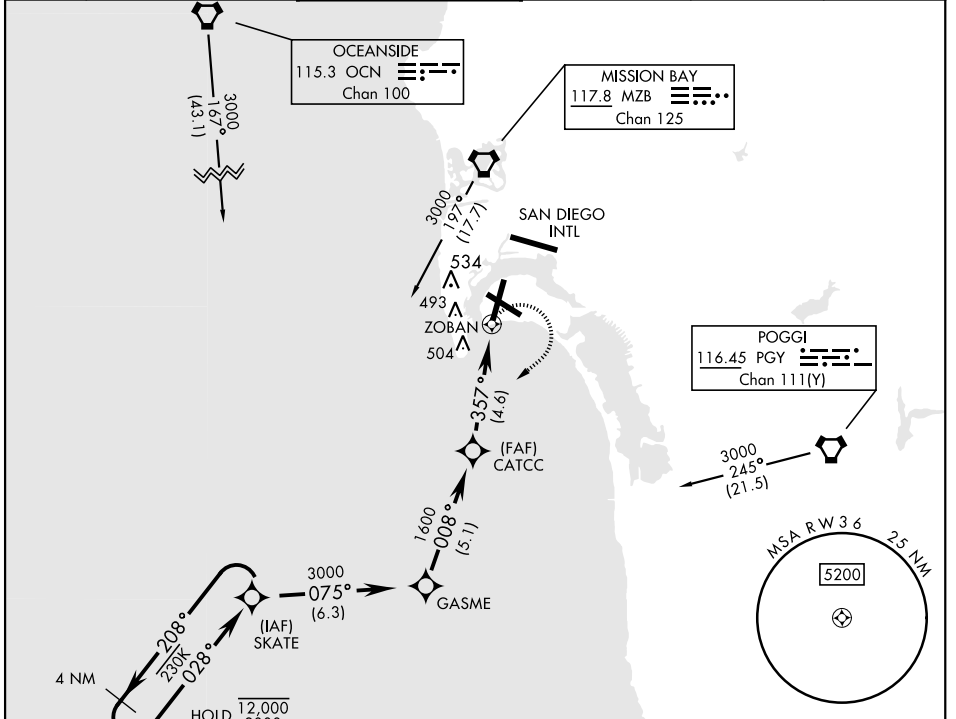 OCEANSIDE
115.3 OCN
Chan 100
3000
167°
(43.1)
MISSION BAY
117.8 MZB
Chan 125
3000
197°
(17.7)
SAN DIEGO
INTL
534
493
ZOBAN
504
POGGI
116.45 PGY
Chan 111(Y)
357°
(4.6)
(FAF)
CATCC
3000
245°
(21.5)
1600
008°
(5.1)
MSA RW36 25 NM
5200
3000
075°
(6.3)
GASME
(IAF)
SKATE
208°
230K
028°
4 NM
HOLD 12,000